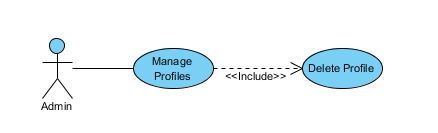 Manage
Profiles
Delete Profile
<<Include>>
Admin